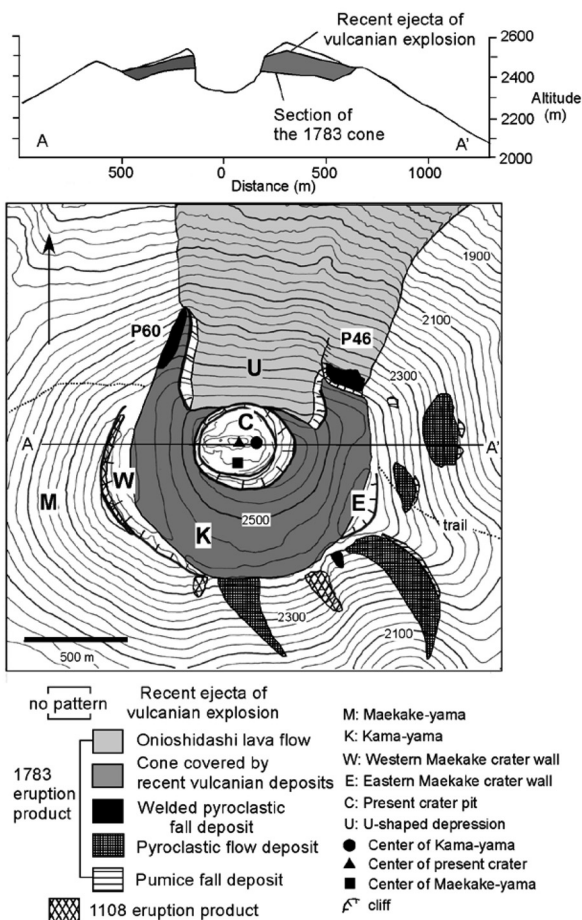 Recent ejecta of
vulcanian explosion
2600
2400
2200
2000
Altitude
(m)
Section of
the 1783 cone
A
A'
500
0
500
1000
Distance (m)
1900
P60
P46
2100
U
2300
C
A
A'
W
M
E
2500
K
trail
2300
2100
500 m
no pattern
Recent ejecta of
vulcanian explosion
1783
eruption
product
Onioshidashi lava flow
Cone covered by
recent vulcanian deposits
Welded pyroclastic
fall deposit
Pyroclastic flow deposit
Pumice fall deposit
1108 eruption product
M: Maekake-yama
K: Kama-yama
W: Western Maekake crater wall
E: Eastern Maekake crater wall
C: Present crater pit
U: U-shaped depression
Center of Kama-yama
Center of present crater
Center of Maekake-yama
cliff